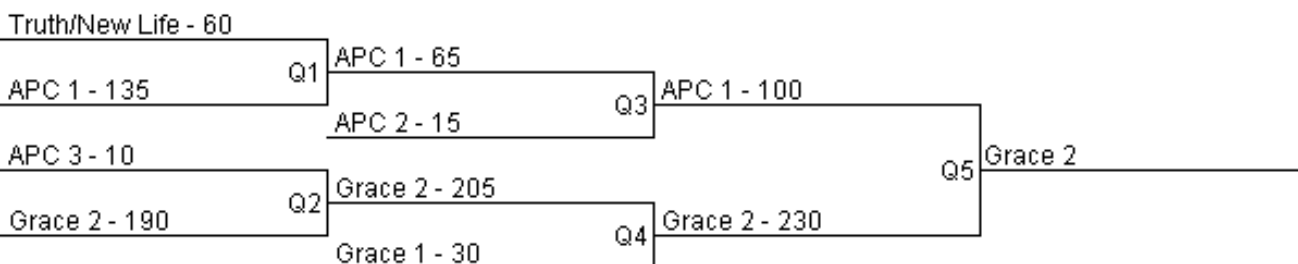 Truth/New Life - 60
APC 1 - 135
Q1
APC 1 - 65
APC 2 - 15
Q3
APC 1 - 100
APC 3 - 10
Grace 2 - 190
Q2
Grace 2 - 205
Grace 1 - 30
Q4
Grace 2 - 230
Q5
Grace 2